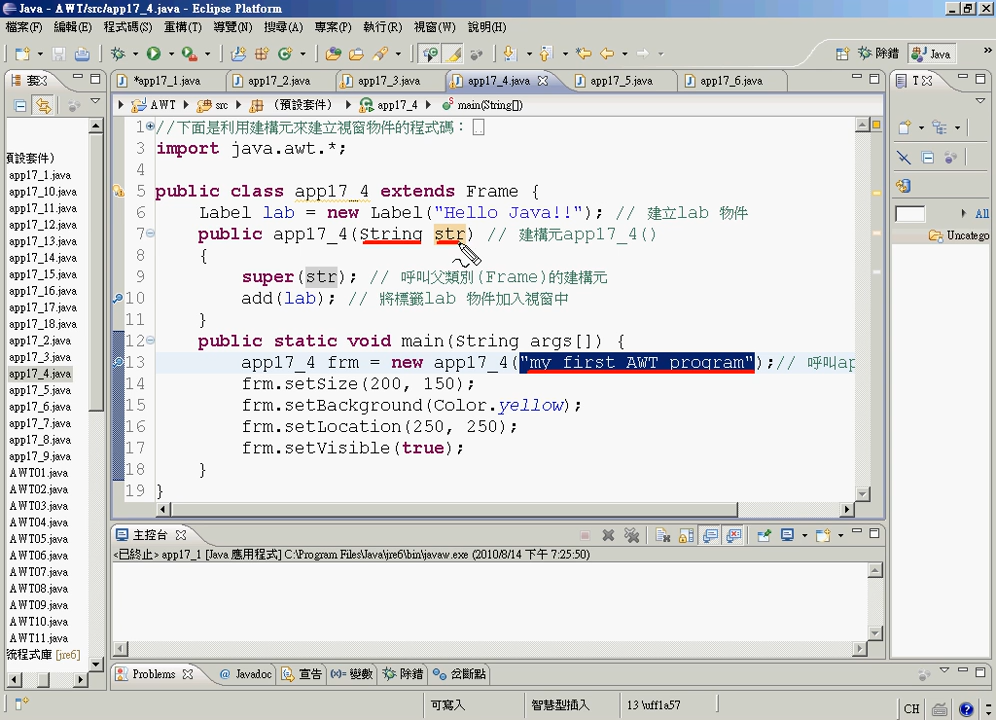 Java - AWT/src/app17_4.java - Eclipse Platform
檔案(F) 編輯(E) 程式碼(S) 重構(T) 導覽(N) 搜尋(A) 專案(P) 執行(R) 視窗(W) 說明(H)
除錯 Java
套 *app17_1.java app17_2.java app17_3.java app17_4.java app17_5.java app17_6.java T
AWT src (預設套件) app17_4 main(String[])
1 //下面是利用建構元來建立視窗物件的程式碼：
3 import java.awt.*;
4
5 public class app17_4 extends Frame {
6 Label lab = new Label("Hello Java!!"); // 建立lab 物件
7 public app17_4(String str) // 建構元app17_4()
8 {
9 super(str); // 呼叫父類別(Frame)的建構元
10 add(lab); // 將標籤lab 物件加入視窗中
11 }
12 public static void main(String args[]) {
13 app17_4 frm = new app17_4("my first AWT program");// 呼叫ap
14 frm.setSize(200, 150);
15 frm.setBackground(Color.yellow);
16 frm.setLocation(250, 250);
17 frm.setVisible(true);
18 }
19 }
預設套件)
app17_1.java
app17_10.java
app17_11.java
app17_12.java
app17_13.java
app17_14.java
app17_15.java
app17_16.java
app17_17.java
app17_18.java
app17_2.java
app17_3.java
app17_4.java
app17_5.java
app17_6.java
app17_7.java
app17_8.java
app17_9.java
AWT01.java
AWT02.java
AWT03.java
AWT04.java
AWT05.java
AWT06.java
AWT07.java
AWT08.java
AWT09.java
AWT10.java
AWT11.java
統程式庫 [jre6]
All
Uncatego
主控台
<已終止> app17_1 [Java 應用程式] C:\Program Files\Java\jre6\bin\javaw.exe (2010/8/14 下午 7:25:50)
Problems @ Javadoc 宣告 (x)= 變數 除錯 岔斷點
可寫入 智慧型插入 13 \uff1a57
CH